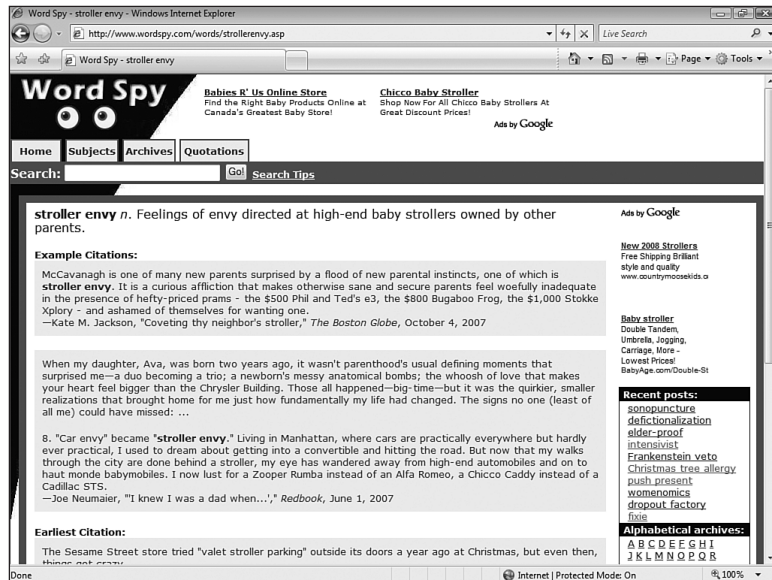 Word Spy - stroller envy - Windows Internet Explorer
http://www.wordspy.com/words/strollerenvy.asp
Live Search
Word Spy - stroller envy
Page
Tools
Word Spy
Babies R' Us Online Store
Find the Right Baby Products Online at
Canada's Greatest Baby Store!
Chicco Baby Stroller
Shop Now For All Chicco Baby Strollers At
Great Discount Prices!
Ads by Google
Home Subjects Archives Quotations
Search: Go! Search Tips
stroller envy n. Feelings of envy directed at high-end baby strollers owned by other
parents.
Example Citations:
McCavanagh is one of many new parents surprised by a flood of new parental instincts, one of which is
stroller envy. It is a curious affliction that makes otherwise sane and secure parents feel woefully inadequate
in the presence of hefty-priced prams - the $500 Phil and Ted's e3, the $800 Bugaboo Frog, the $1,000 Stokke
Xplory - and ashamed of themselves for wanting one.
—Kate M. Jackson, "Coveting thy neighbor's stroller," The Boston Globe, October 4, 2007
When my daughter, Ava, was born two years ago, it wasn't parenthood's usual defining moments that
surprised me—a duo becoming a trio; a newborn's messy anatomical bombs; the whoosh of love that makes
your heart feel bigger than the Chrysler Building. Those all happened—big-time—but it was the quirkier, smaller
realizations that brought home for me just how fundamentally my life had changed. The signs no one (least of
all me) could have missed: ...
8. "Car envy" became "stroller envy." Living in Manhattan, where cars are practically everywhere but hardly
ever practical, I used to dream about getting into a convertible and hitting the road. But now that my walks
through the city are done behind a stroller, my eye has wandered away from high-end automobiles and on to
haut monde babymobiles. I now lust for a Zooper Rumba instead of an Alfa Romeo, a Chicco Caddy instead of a
Cadillac STS.
—Joe Neumaier, "'I knew I was a dad when...'," Redbook, June 1, 2007
Earliest Citation:
The Sesame Street store tried "valet stroller parking" outside its doors a year ago at Christmas, but even then,
things got crazy.
Ads by Google
New 2008 Strollers
Free Shipping Brilliant
style and quality
www.countrymoosekids.c
Baby stroller
Double Tandem,
Umbrella, Jogging,
Carriage, More -
Lowest Prices!
BabyAge.com/Double-St
Recent posts:
sonopuncture
defictionalization
elder-proof
intensivist
Frankenstein veto
Christmas tree allergy
push present
womenomics
dropout factory
fixie
Alphabetical archives:
A B C D E F G H I
J K L M N O P Q R
Done
Internet | Protected Mode: On
100%